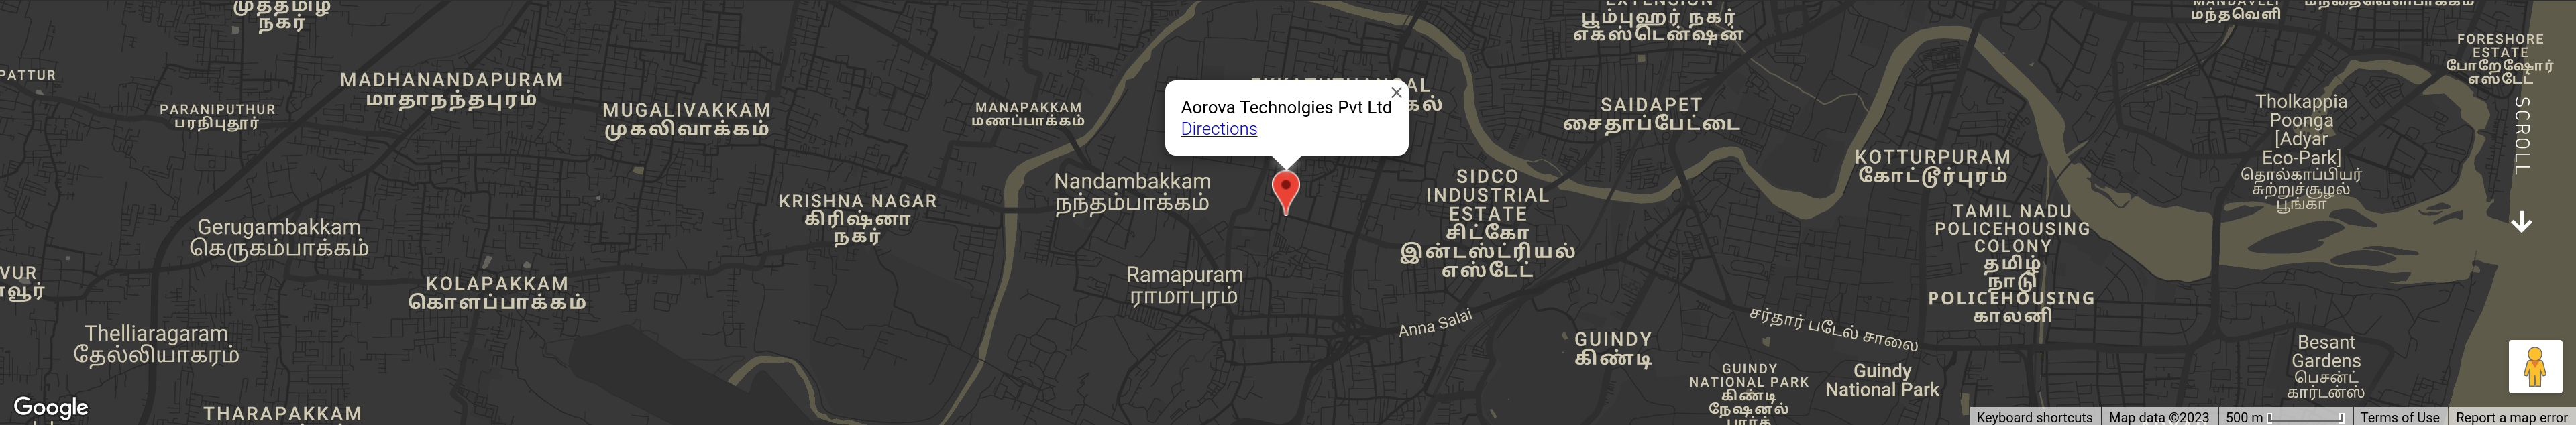 முத்தமிழ்
நகர்
PATTUR
MADHANANDAPURAM
மாதாநந்தபுரம்
PARANIPUTHUR
பரநிபுதூர்
MUGALIVAKKAM
முகலிவாக்கம்
MANAPAKKAM
மணப்பாக்கம்
Aorova Technolgies Pvt Ltd
Directions
EXTENSION
பூம்புஹர் நகர்
எக்ஸ்டென்ஷன்
SAIDAPET
சைதாப்பேட்டை
MANDAVELI
மந்தவெளி
FORESHORE
ESTATE
போறேஷோர்
எஸ்டேட்
SCROLL
Tholkappia
Poonga
[Adyar
Eco-Park]
தொல்காப்பியர்
சுற்றுச்சூழல்
பூங்கா
KOTTURPURAM
கோட்டூர்புரம்
Nandambakkam
நந்தம்பாக்கம்
SIDCO
INDUSTRIAL
ESTATE
சிட்கோ
இன்டஸ்ட்ரியல்
எஸ்டேட்
KRISHNA NAGAR
கிரிஷ்னா
நகர்
TAMIL NADU
POLICEHOUSING
COLONY
தமிழ்
நாடு
POLICEHOUSING
காலனி
Gerugambakkam
கெருகம்பாக்கம்
VUR
KOLAPAKKAM
கொளப்பாக்கம்
Ramapuram
ராமாபுரம்
Anna Salai
சர்தார் படேல் சாலை
Thelliaragaram
தேல்லியாகரம்
GUINDY
கிண்டி
GUINDY
NATIONAL PARK
கிண்டி
நேஷனல்
பார்க்
Guindy
National Park
Besant
Gardens
பெசன்ட்
கார்டன்ஸ்
Google
THARAPAKKAM
Keyboard shortcuts
Map data ©2023
500 m
Terms of Use
Report a map error